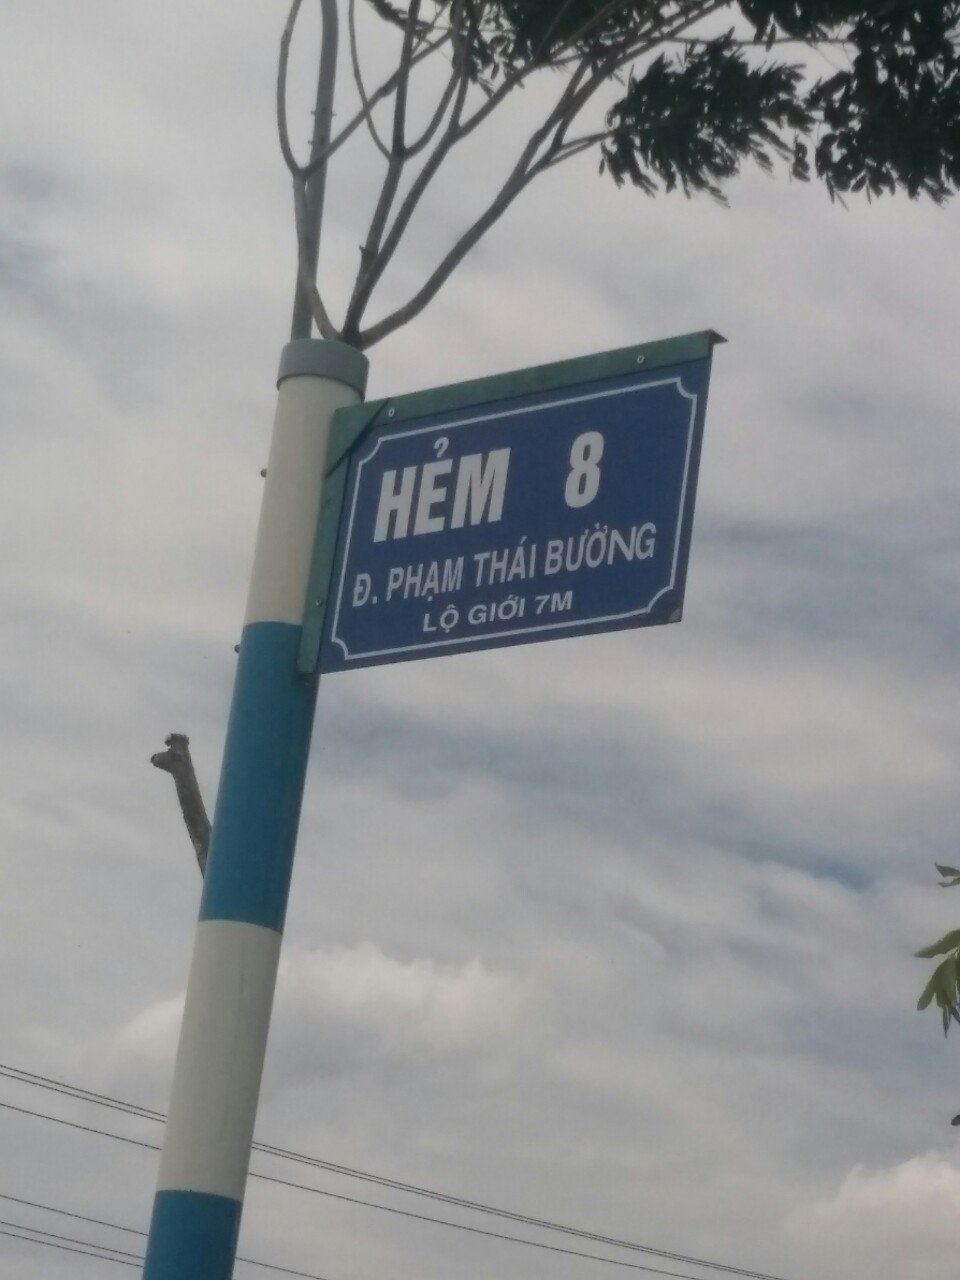 HẺM 8
Đ. PHẠM THÁI BƯỜNG
LỘ GIỚI 7M